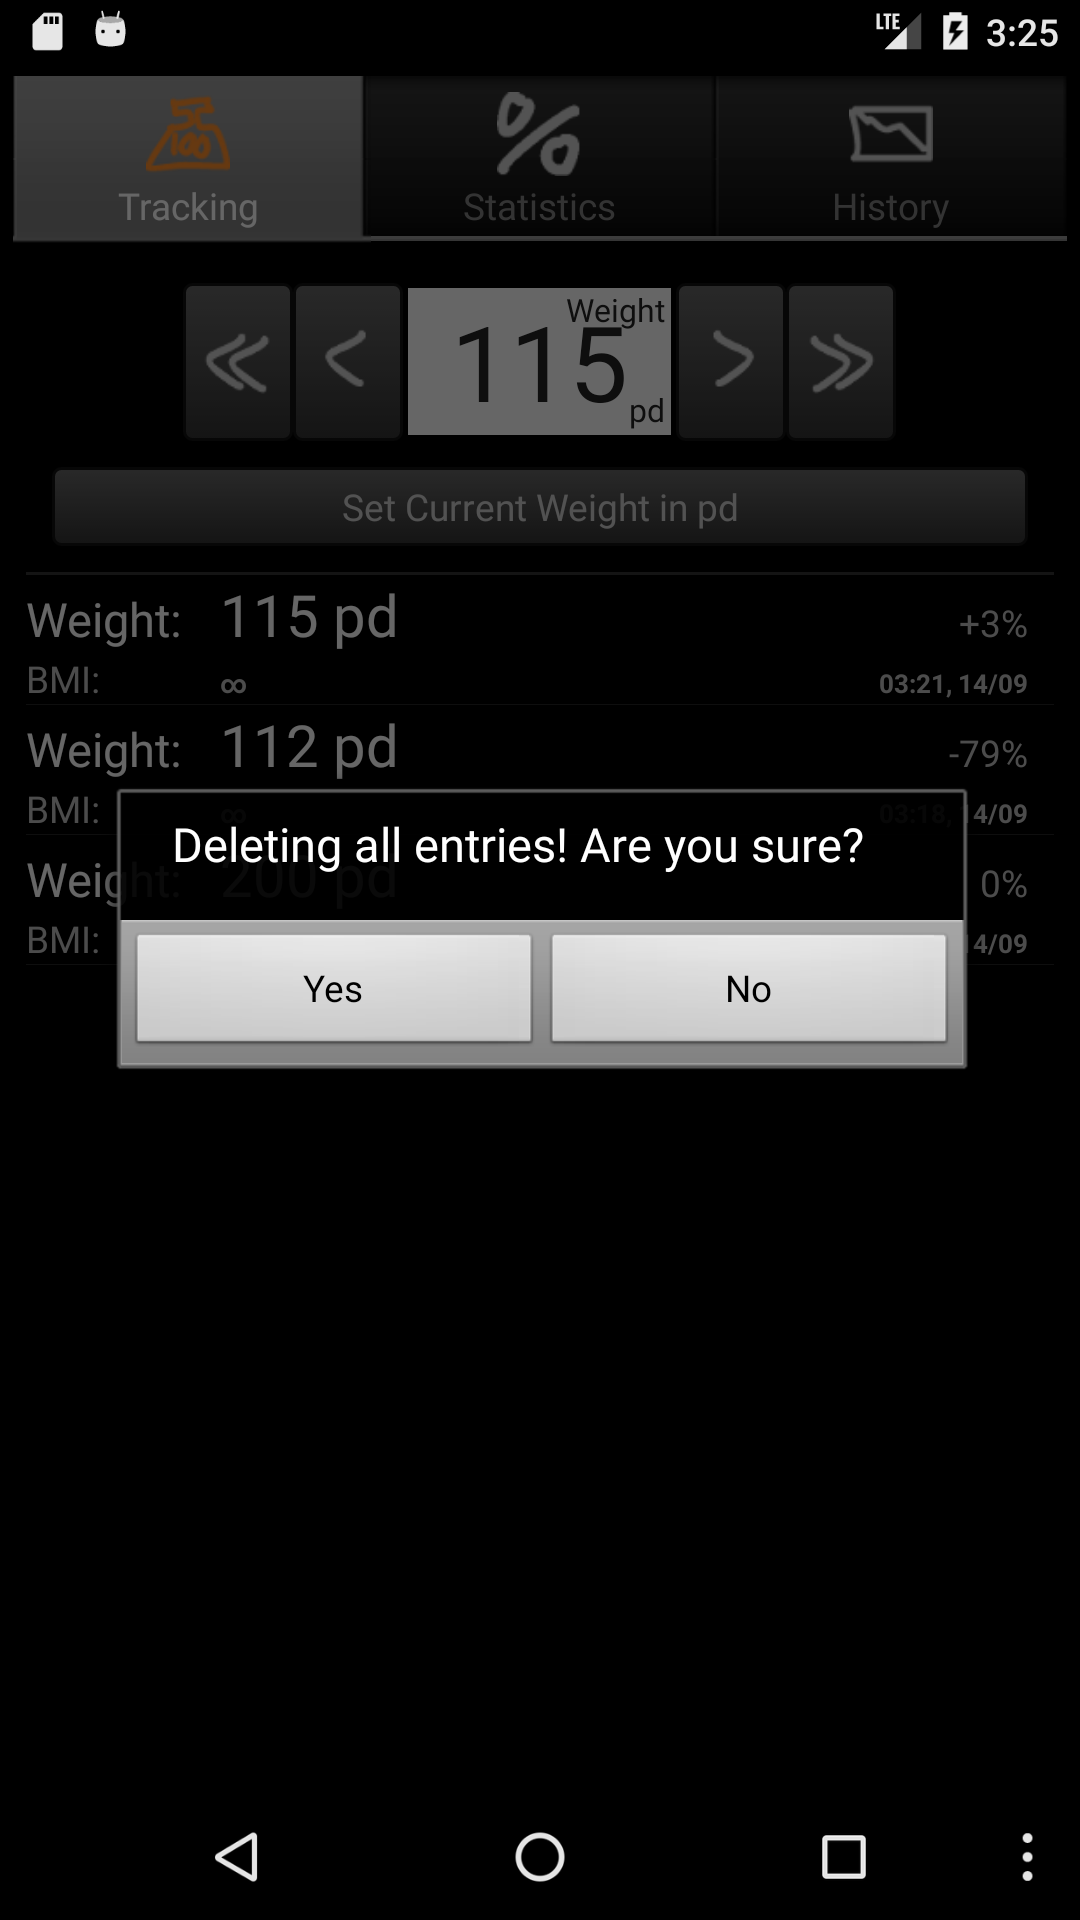 LTE 3:25
Tracking Statistics History
Weight
115
pd
Set Current Weight in pd
Weight: 115 pd +3%
BMI: ∞ 03:21, 14/09
Weight: 112 pd -79%
BMI: ∞ 03:18, 14/09
Deleting all entries! Are you sure?
Weight: 200 pd 0%
BMI: 14/09
Yes No